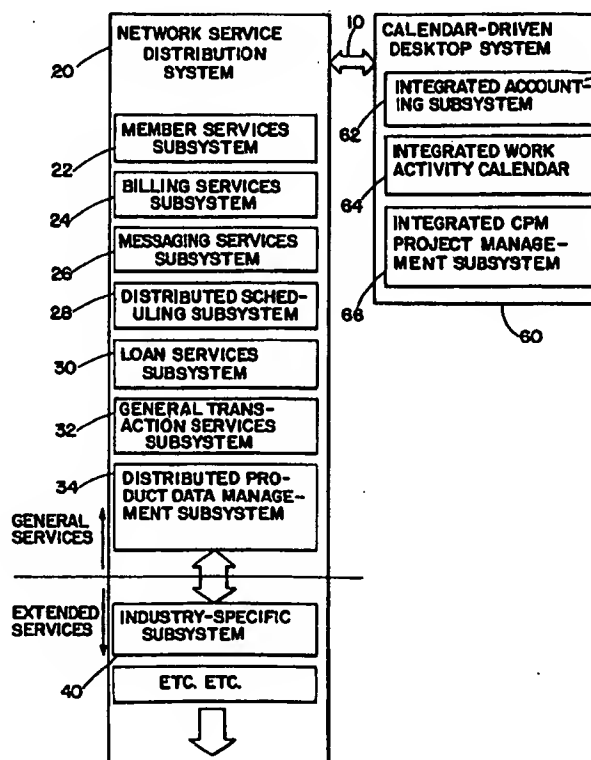 NETWORK SERVICE
DISTRIBUTION
SYSTEM
20
MEMBER SERVICES
SUBSYSTEM
22
BILLING SERVICES
SUBSYSTEM
24
MESSAGING SERVICES
SUBSYSTEM
26
DISTRIBUTED SCHED-
ULING SUBSYSTEM
28
LOAN SERVICES
SUBSYSTEM
30
GENERAL TRANS-
ACTION SERVICES
SUBSYSTEM
32
DISTRIBUTED PRO-
DUCT DATA MANAGE-
MENT SUBSYSTEM
34
GENERAL
SERVICES
EXTENDED
SERVICES
INDUSTRY-SPECIFIC
SUBSYSTEM
40
ETC. ETC.
10
CALENDAR-DRIVEN
DESKTOP SYSTEM
INTEGRATED ACCOUNT-
ING SUBSYSTEM
62
INTEGRATED WORK
ACTIVITY CALENDAR
64
INTEGRATED CPM
PROJECT MANAGE-
MENT SUBSYSTEM
66
60